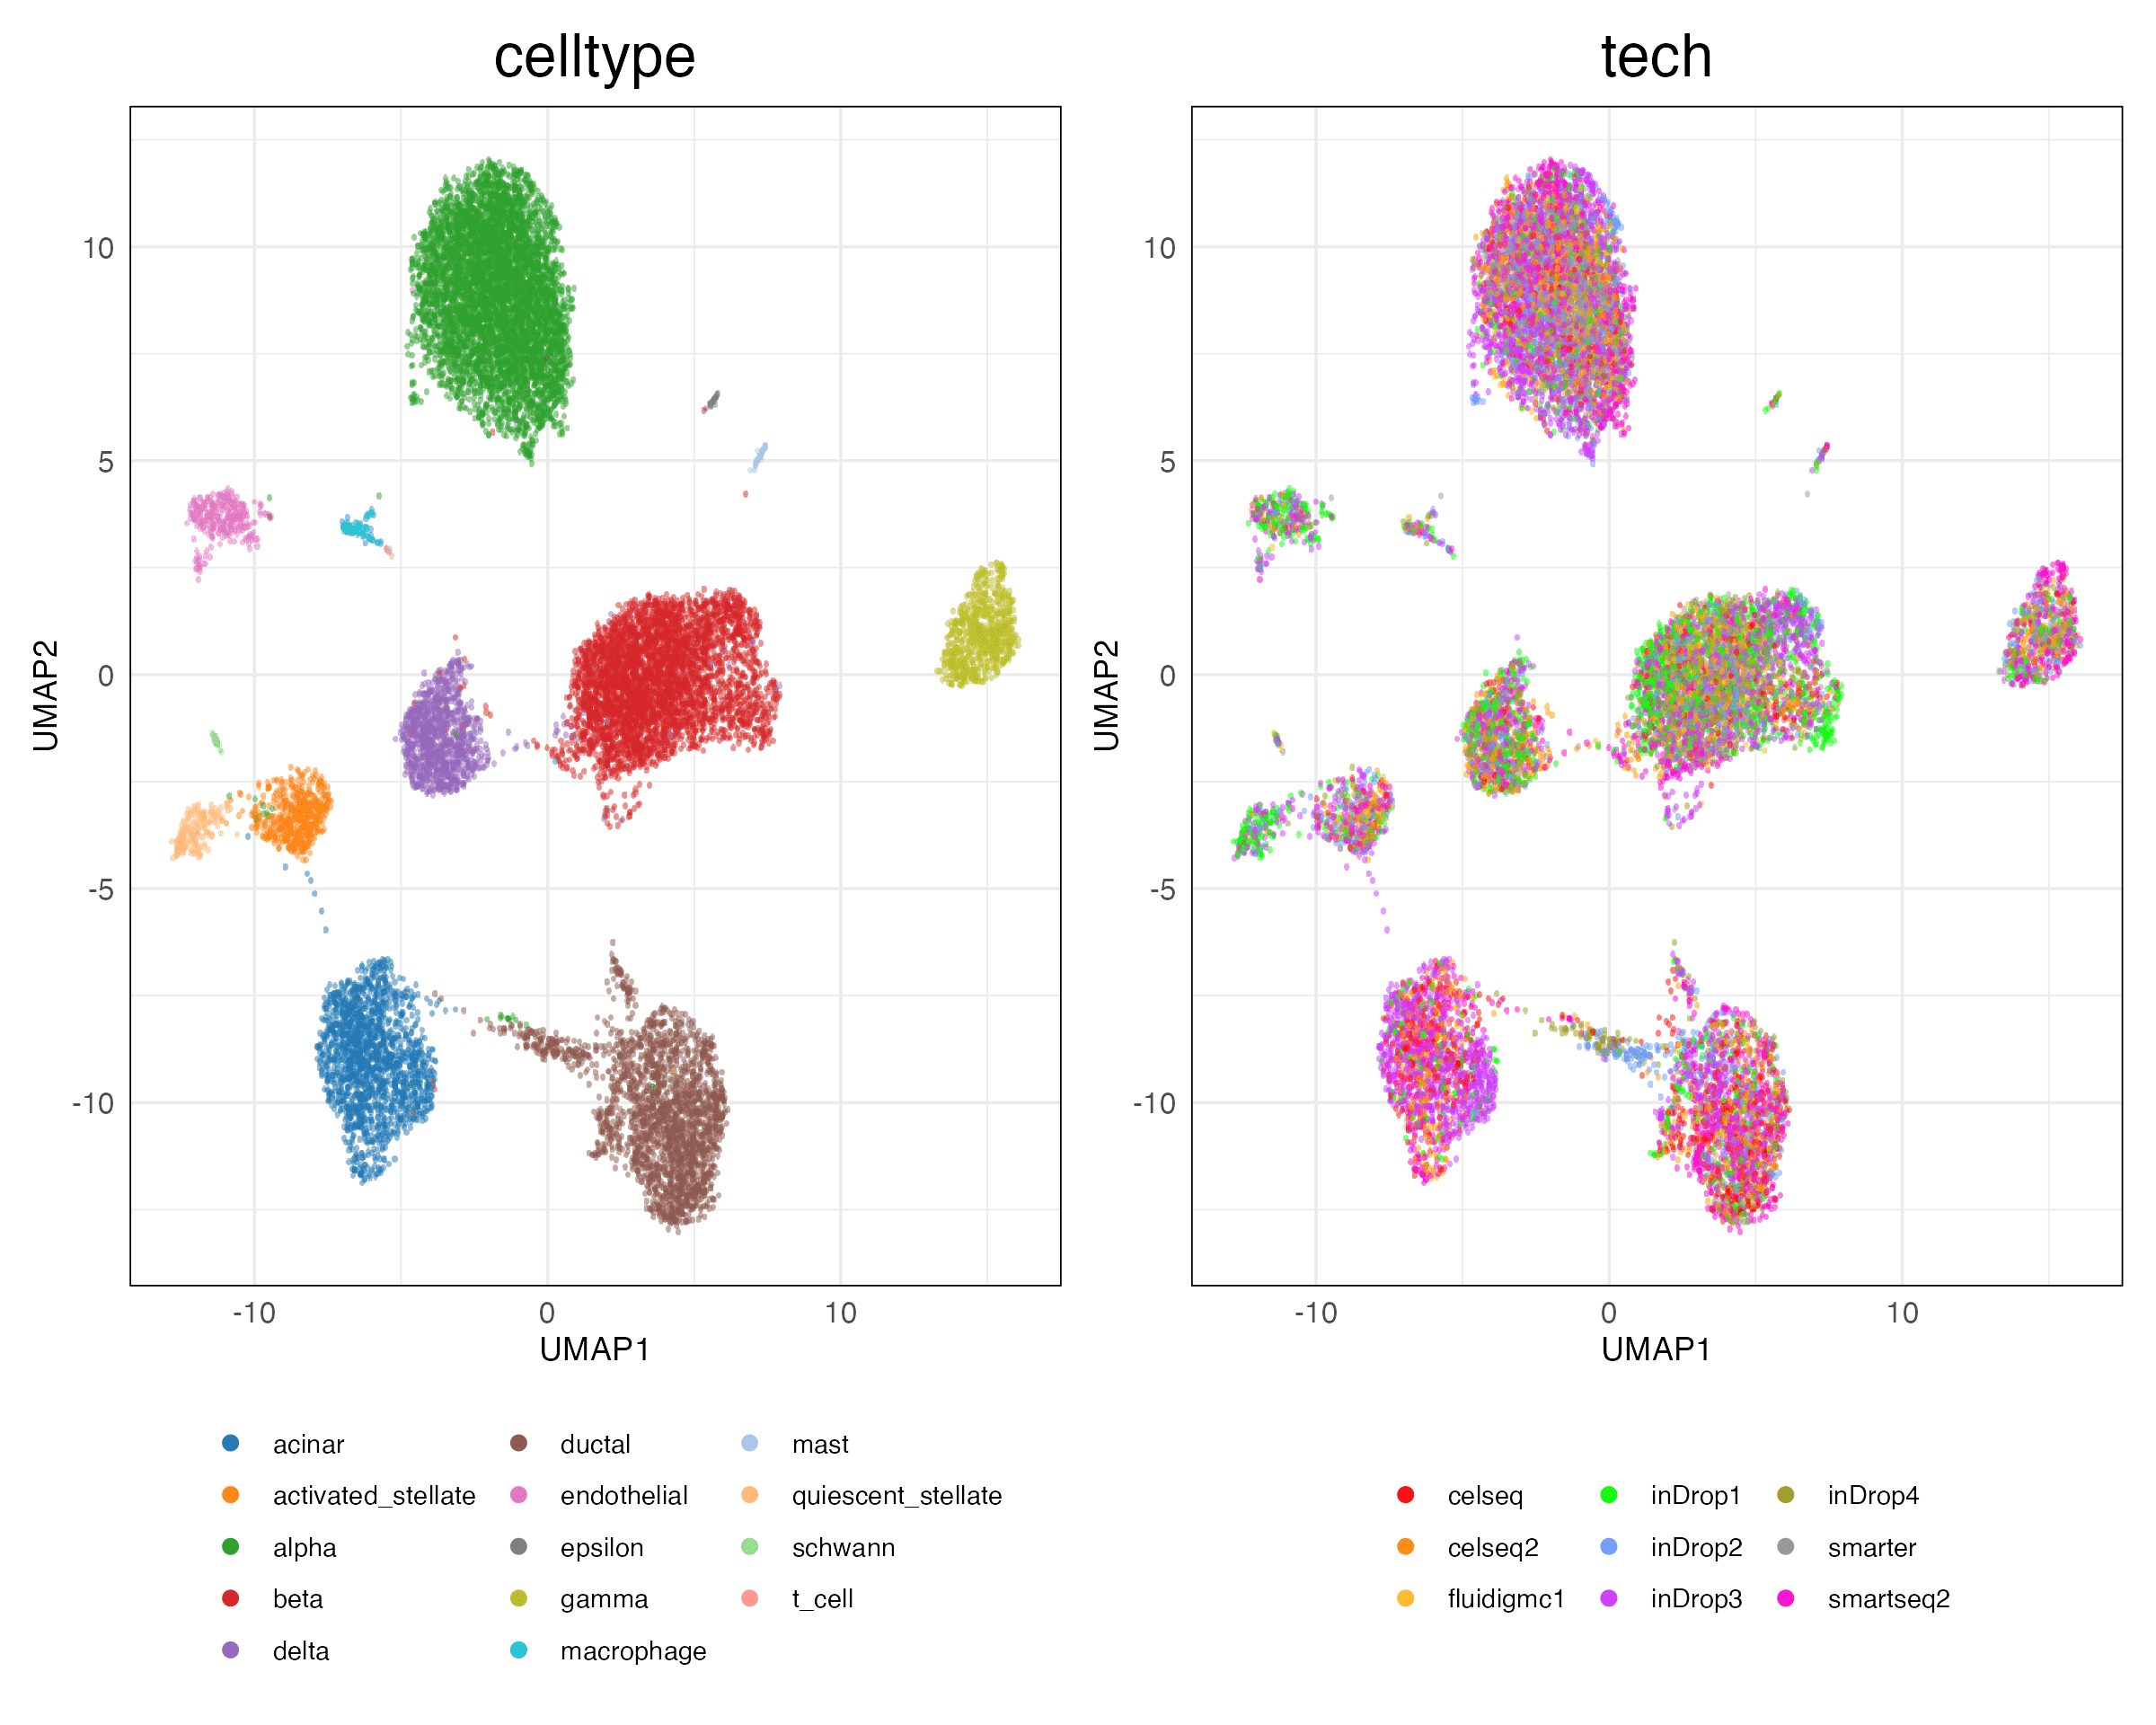 celltype
tech
10
5
0
-5
-10
UMAP2
-10
0
10
UMAP1
10
5
0
-5
-10
UMAP2
-10
0
10
UMAP1
acinar
activated_stellate
alpha
beta
delta
ductal
endothelial
epsilon
gamma
macrophage
mast
quiescent_stellate
schwann
t_cell
celseq
celseq2
fluidigmc1
inDrop1
inDrop2
inDrop3
inDrop4
smarter
smartseq2